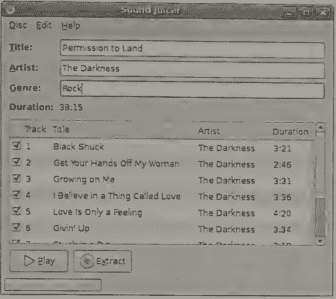 Sound Juicer
Disc Edit Help
Title: Permission to Land
Artist: The Darkness
Genre: Rock
Duration: 38:15
Track Title Artist Duration
1 Black Shuck The Darkness 3:21
2 Get Your Hands Off My Woman The Darkness 2:46
3 Growing on Me The Darkness 3:31
4 I Believe in a Thing Called Love The Darkness 3:36
5 Love Is Only a Feeling The Darkness 4:20
6 Givin' Up The Darkness 3:34
Play Extract